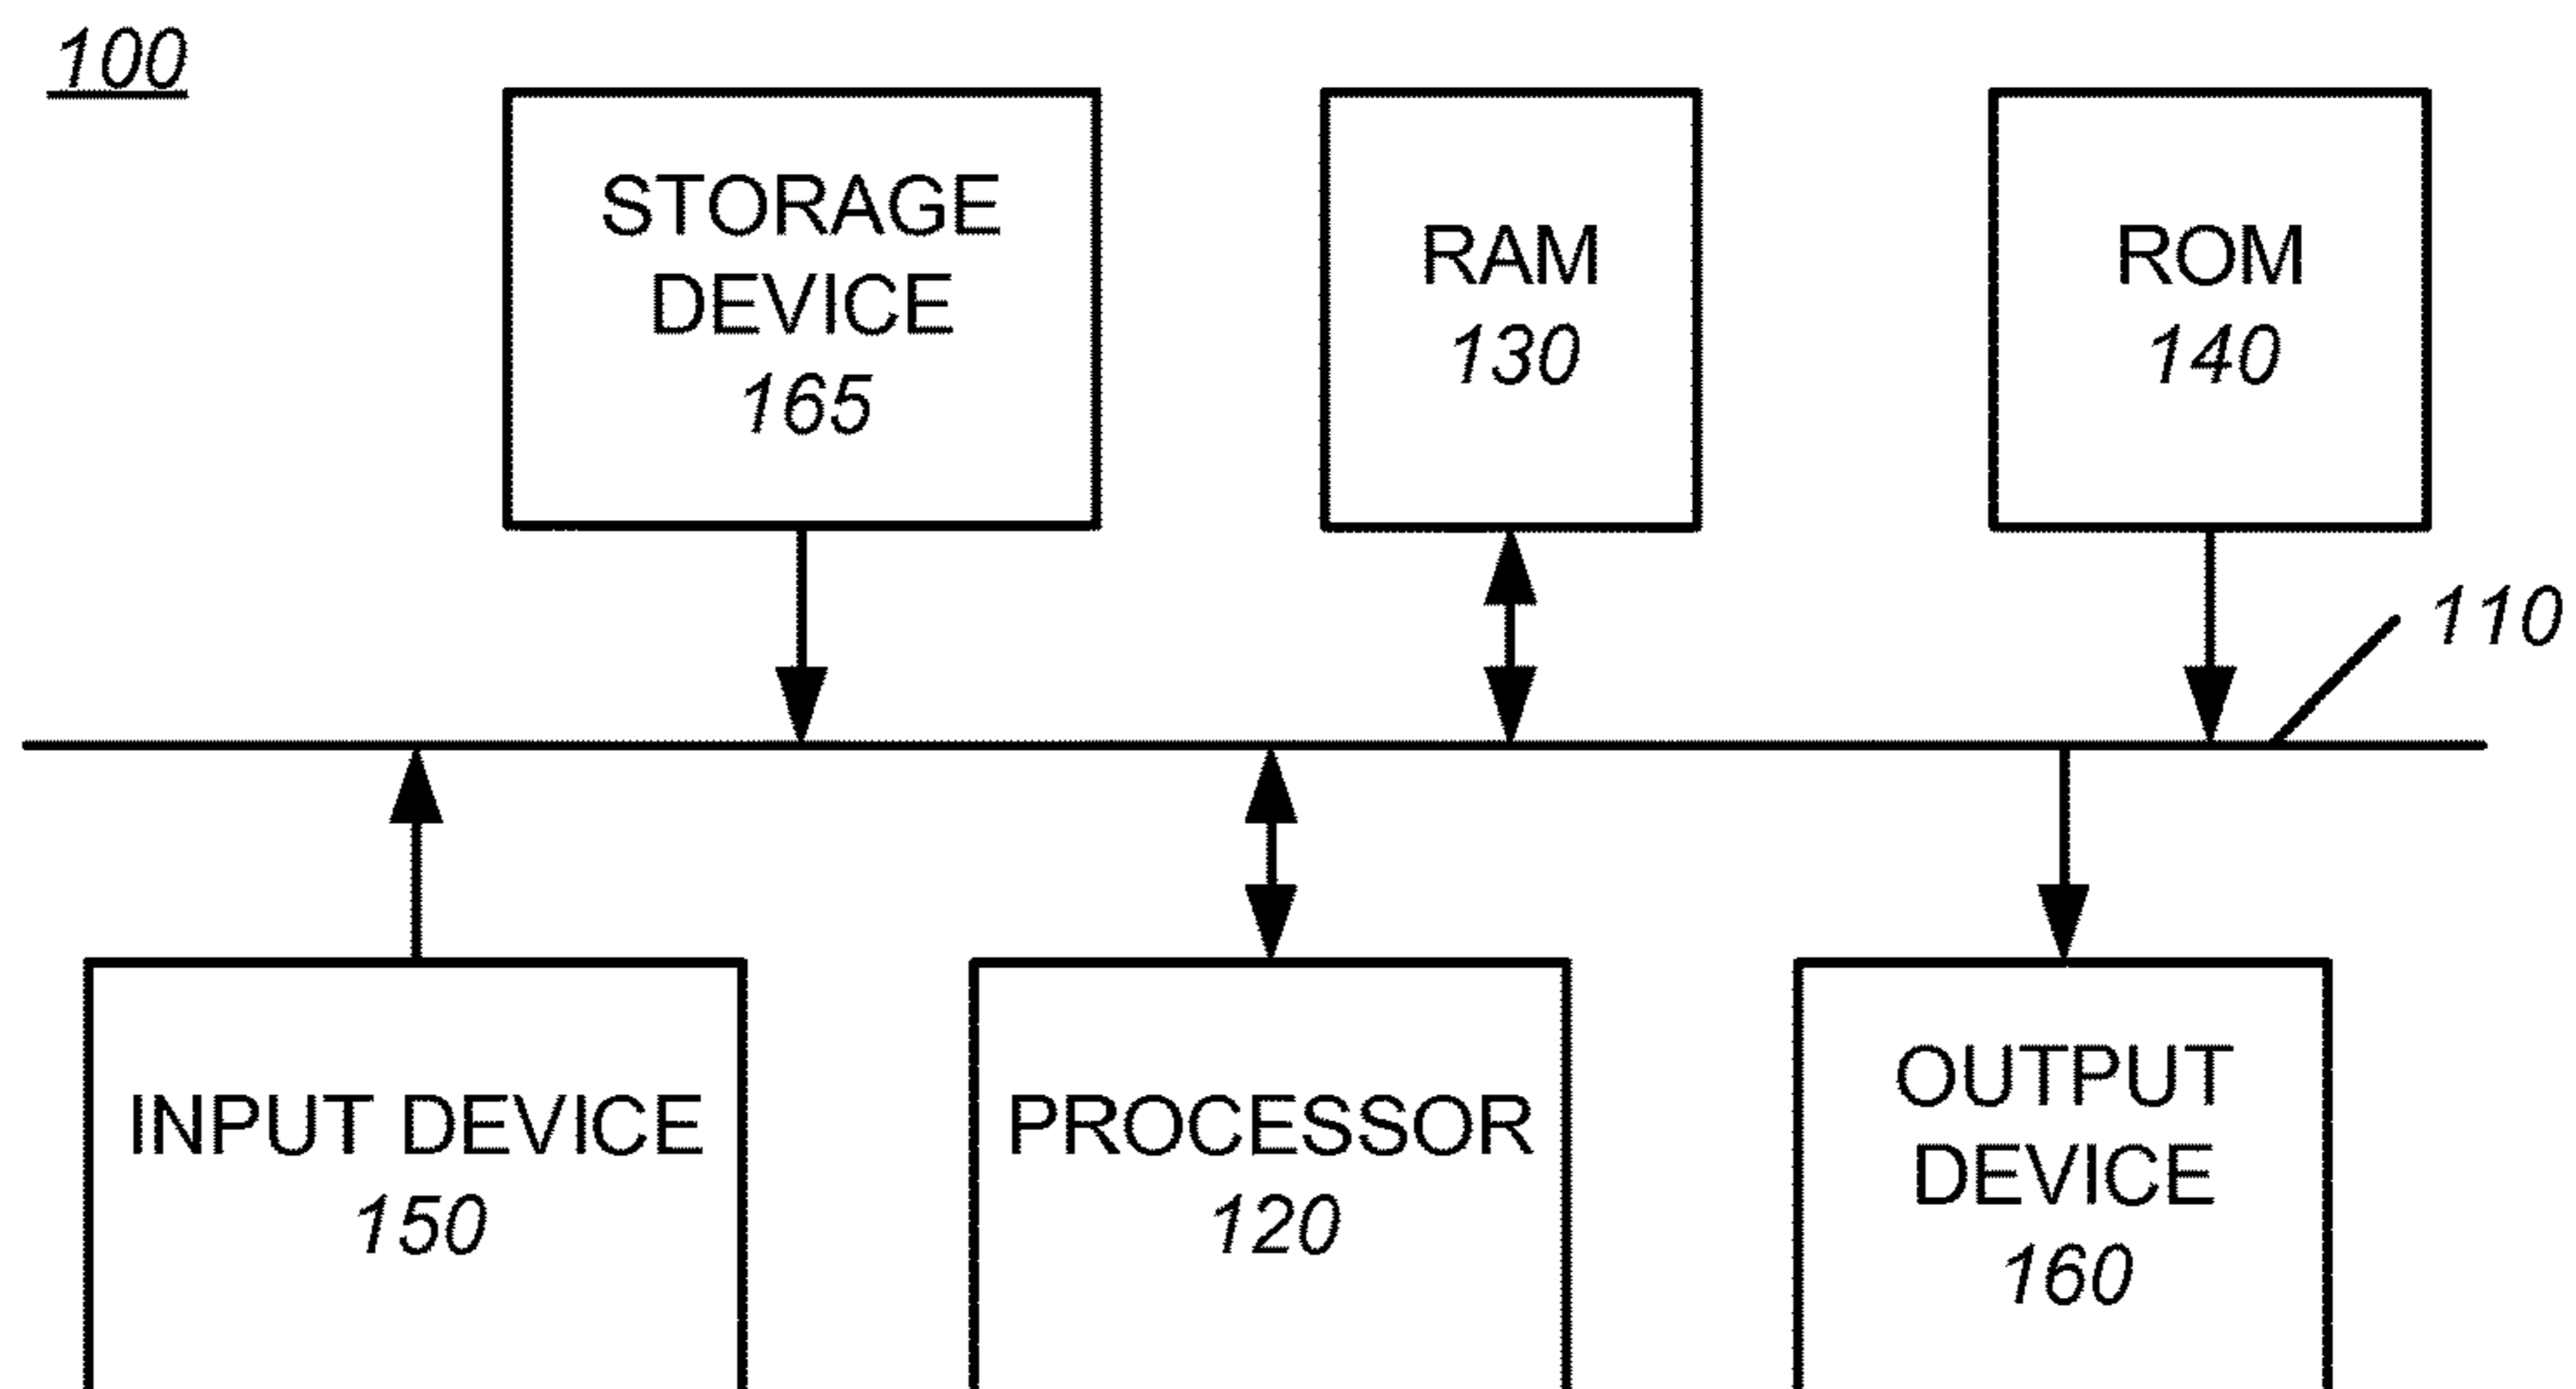 100
STORAGE
DEVICE
165
RAM
130
ROM
140
110
INPUT DEVICE
150
PROCESSOR
120
OUTPUT
DEVICE
160